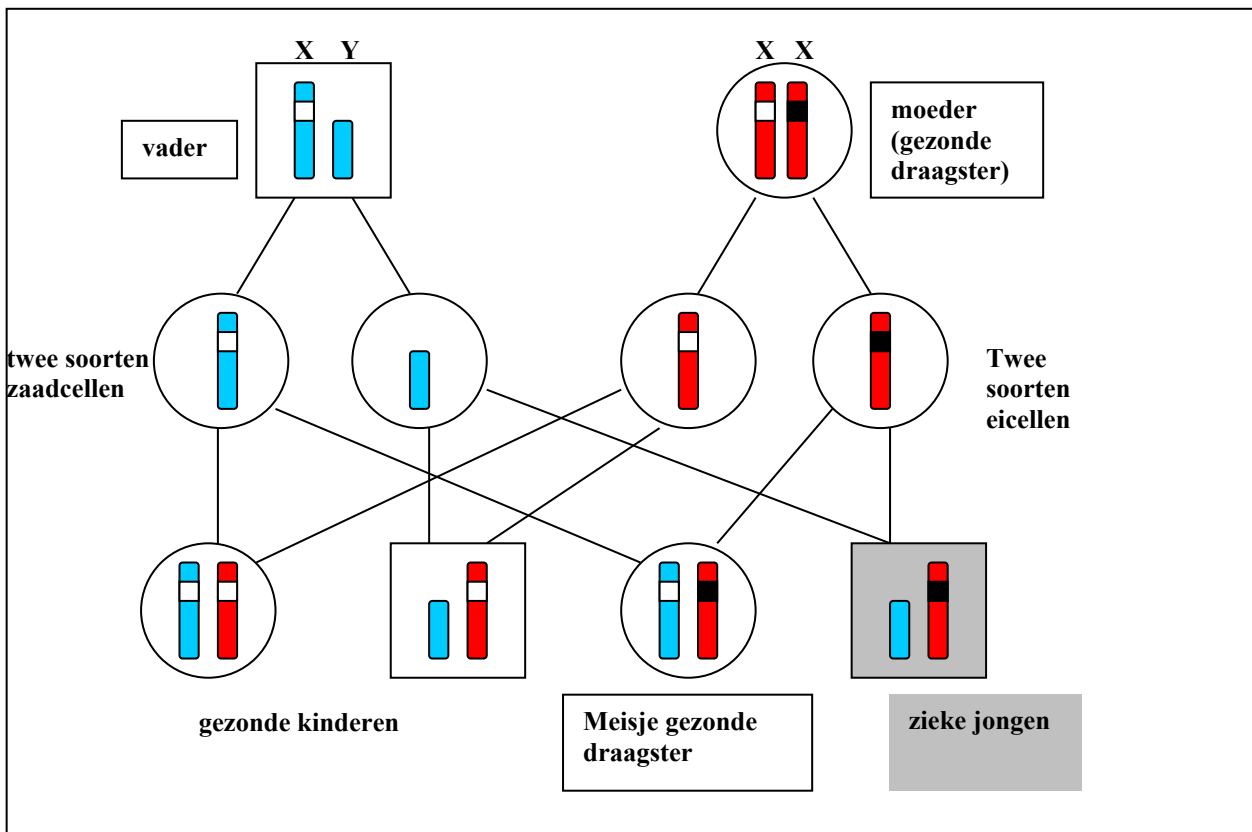 X Y
X X
vader
moeder
(gezonde
draagster)
twee soorten
zaadcellen
Twee
soorten
eicellen
gezonde kinderen
Meisje gezonde
draagster
zieke jongen